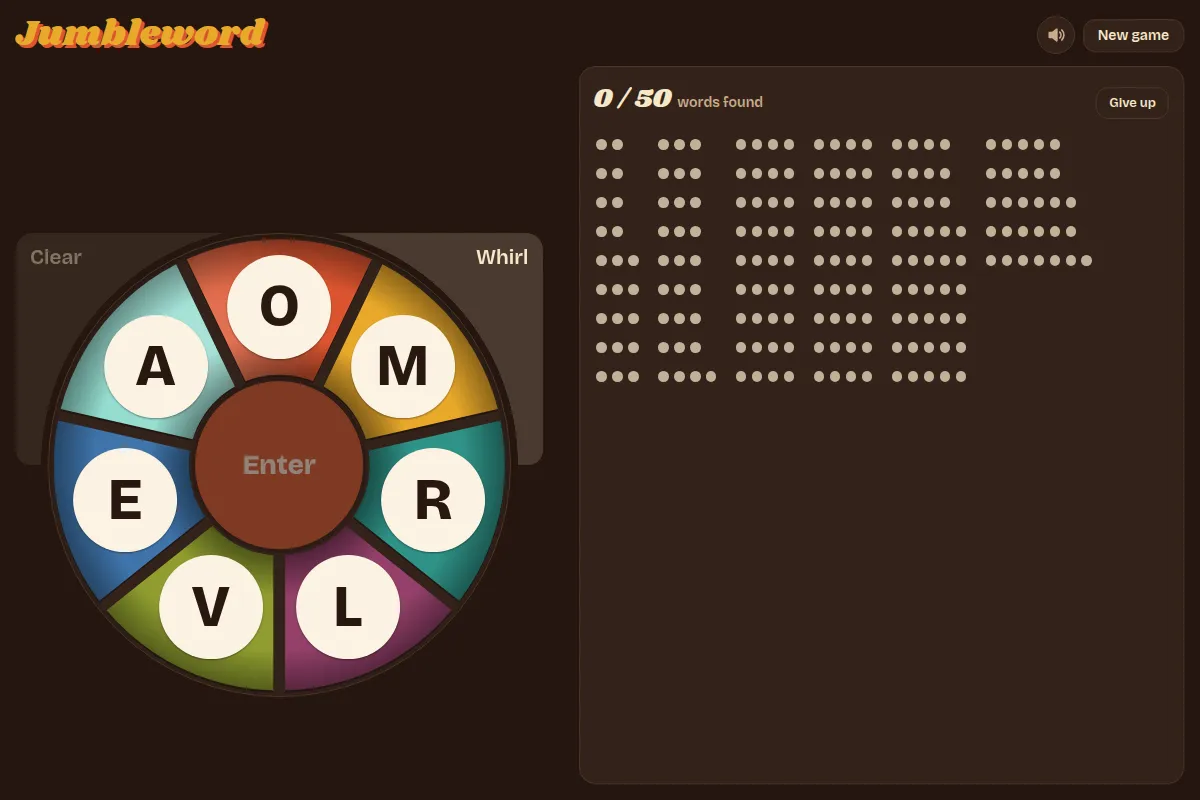 Jumbleword
New game
0 / 50 words found
Give up
Clear
Whirl
O
A
M
Enter
E
R
V
L